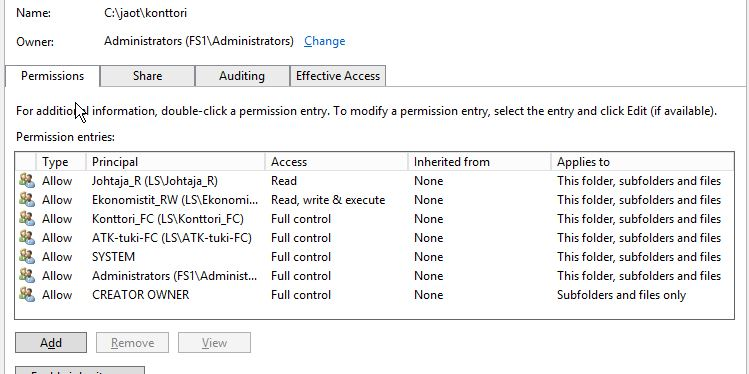 Name: C:\jaot\konttori
Owner: Administrators (FS1\Administrators) Change
Permissions Share Auditing Effective Access
For additional information, double-click a permission entry. To modify a permission entry, select the entry and click Edit (if available).
Permission entries:
Type Principal Access Inherited from Applies to
Allow Johtaja_R (LS\Johtaja_R) Read None This folder, subfolders and files
Allow Ekonomistit_RW (LS\Ekonomi... Read, write & execute None This folder, subfolders and files
Allow Konttori_FC (LS\Konttori_FC) Full control None This folder, subfolders and files
Allow ATK-tuki-FC (LS\ATK-tuki-FC) Full control None This folder, subfolders and files
Allow SYSTEM Full control None This folder, subfolders and files
Allow Administrators (FS1\Administ... Full control None This folder, subfolders and files
Allow CREATOR OWNER Full control None Subfolders and files only
Add Remove View